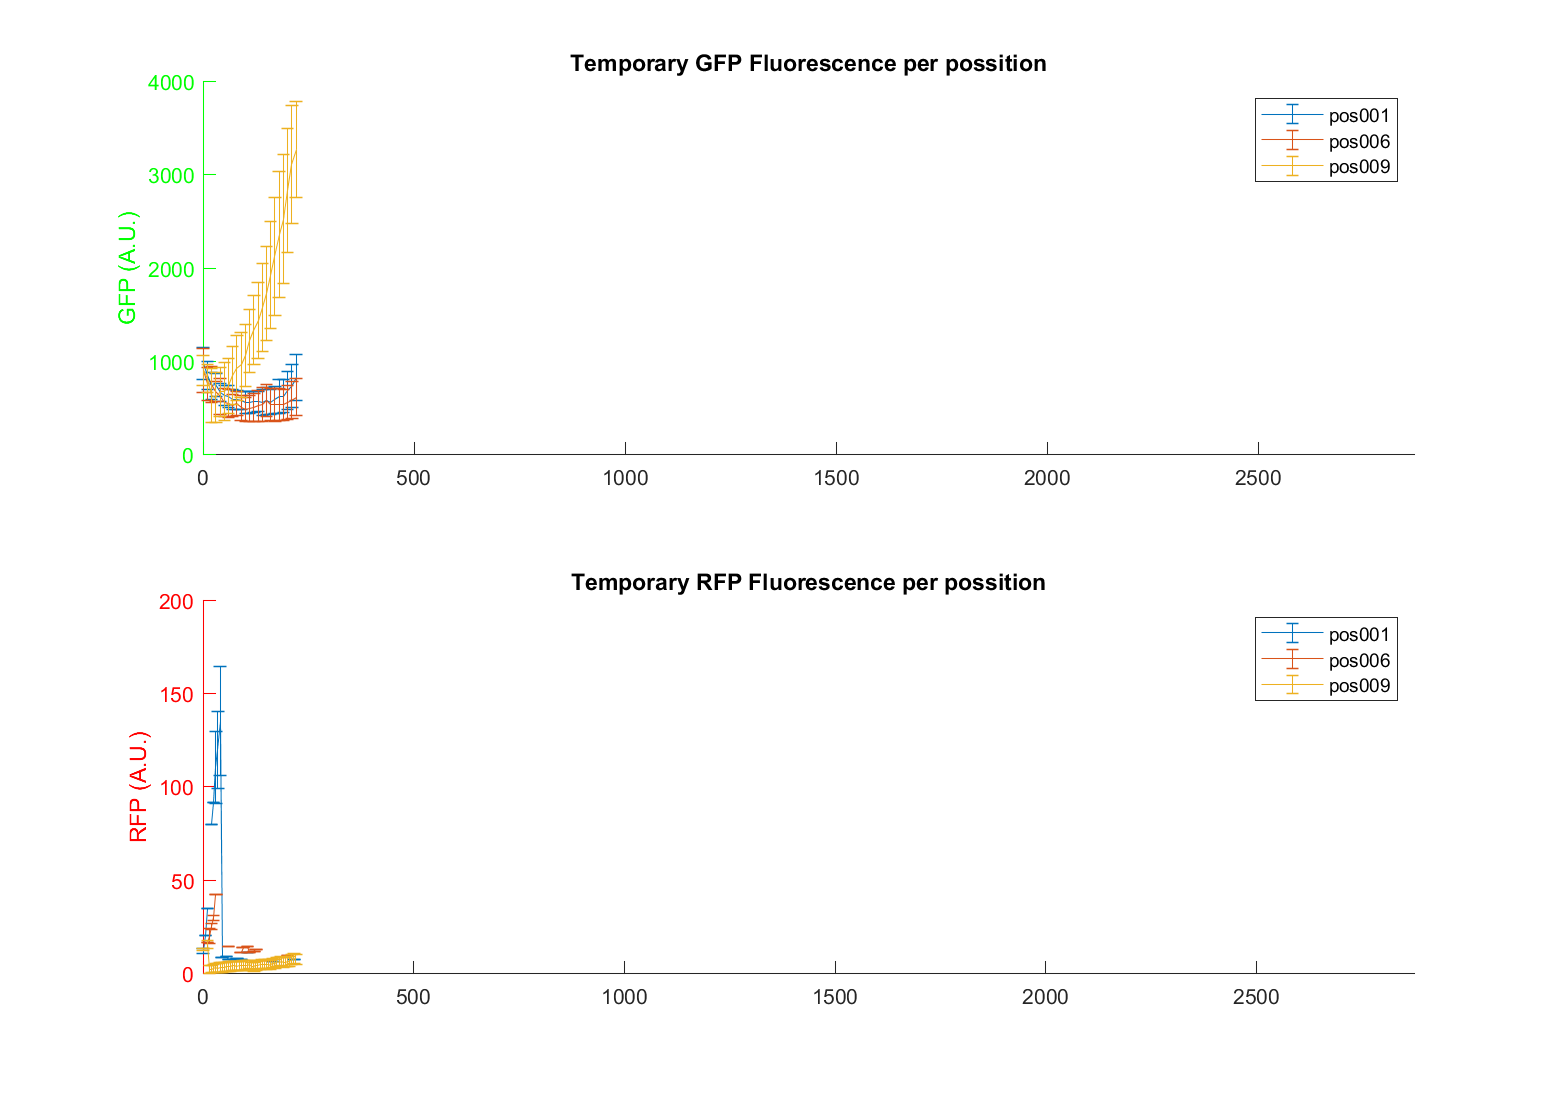 Temporary GFP Fluorescence per possition
4000
3000
2000
1000
0
GFP (A.U.)
pos001
pos006
pos009
0 500 1000 1500 2000 2500
Temporary RFP Fluorescence per possition
200
150
100
50
0
RFP (A.U.)
pos001
pos006
pos009
0 500 1000 1500 2000 2500